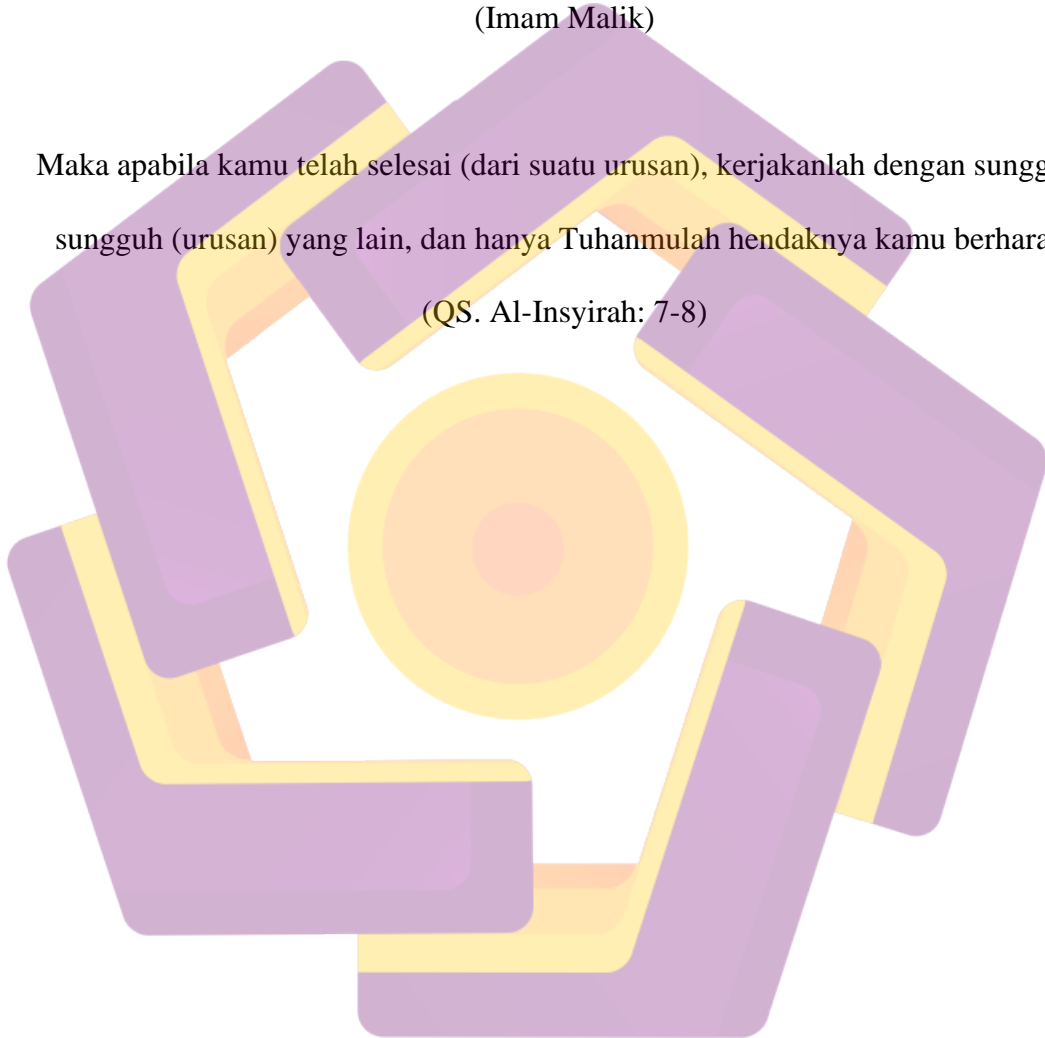 (Imam Malik)
Maka apabila kamu telah selesai (dari suatu urusan), kerjakanlah dengan sungg
sungguh (urusan) yang lain, dan hanya Tuhanmulah hendaknya kamu berhara
(QS. Al-Insyirah: 7-8)